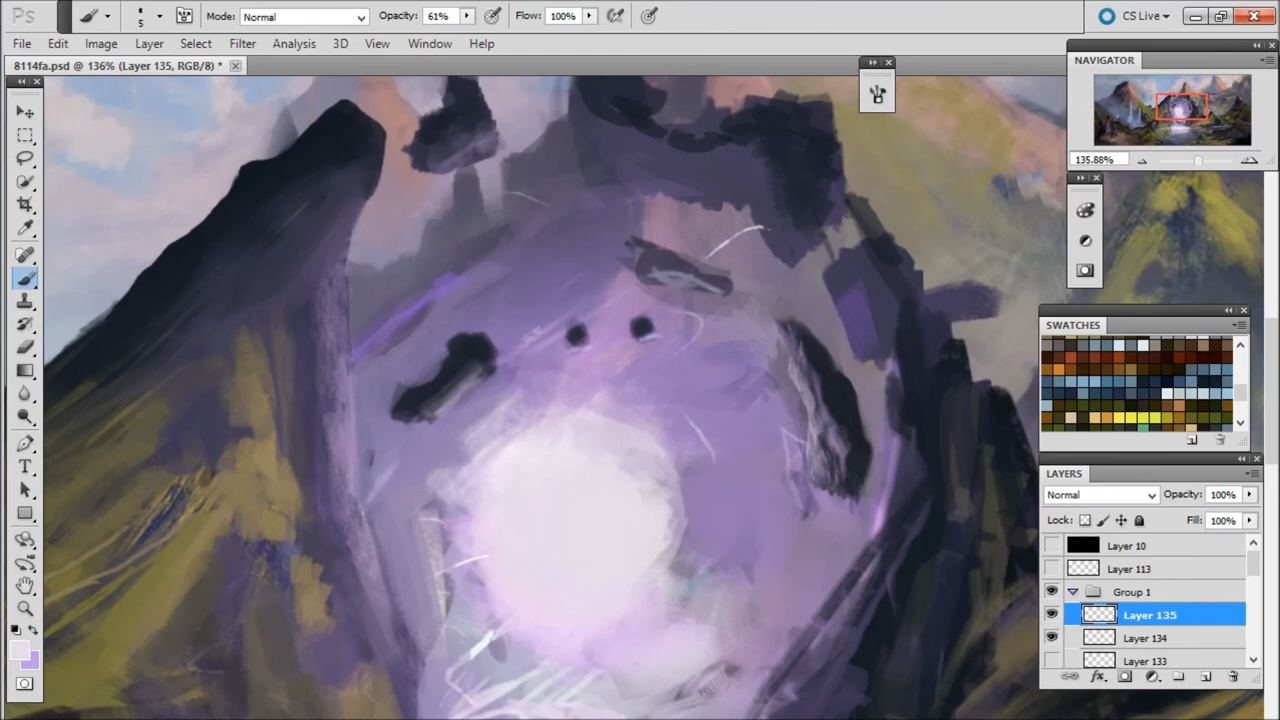 Ps
5
Mode: Normal
Opacity: 61%
Flow: 100%
CS Live
File Edit Image Layer Select Filter Analysis 3D View Window Help
8114fa.psd @ 136% (Layer 135, RGB/8) *
NAVIGATOR
135.88%
SWATCHES
LAYERS
Normal
Opacity: 100%
Lock:
Fill: 100%
Layer 10
Layer 113
Group 1
Layer 135
Layer 134
Layer 133
T
fx